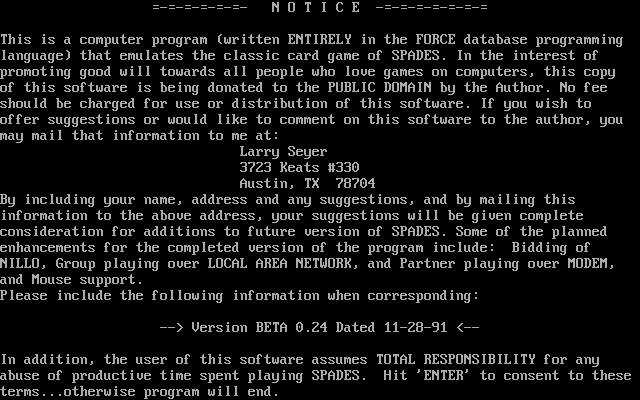 =-=-=-=-=- N O T I C E -=-=-=-=-=-=
This is a computer program (written ENTIRELY in the FORCE database programming
language) that emulates the classic card game of SPADES. In the interest of
promoting good will towards all people who love games on computers, this copy
of this software is being donated to the PUBLIC DOMAIN by the Author. No fee
should be charged for use or distribution of this software. If you wish to
offer suggestions or would like to comment on this software to the author, you
may mail that information to me at:
Larry Seyer
3723 Keats #330
Austin, TX 78704
By including your name, address and any suggestions, and by mailing this
information to the above address, your suggestions will be given complete
consideration for additions to future version of SPADES. Some of the planned
enhancements for the completed version of the program include: Bidding of
NILLO, Group playing over LOCAL AREA NETWORK, and Partner playing over MODEM,
and Mouse support.
Please include the following information when corresponding:
--> Version BETA 0.24 Dated 11-28-91 <--
In addition, the user of this software assumes TOTAL RESPONSIBILITY for any
abuse of productive time spent playing SPADES. Hit 'ENTER' to consent to these
terms...otherwise program will end.